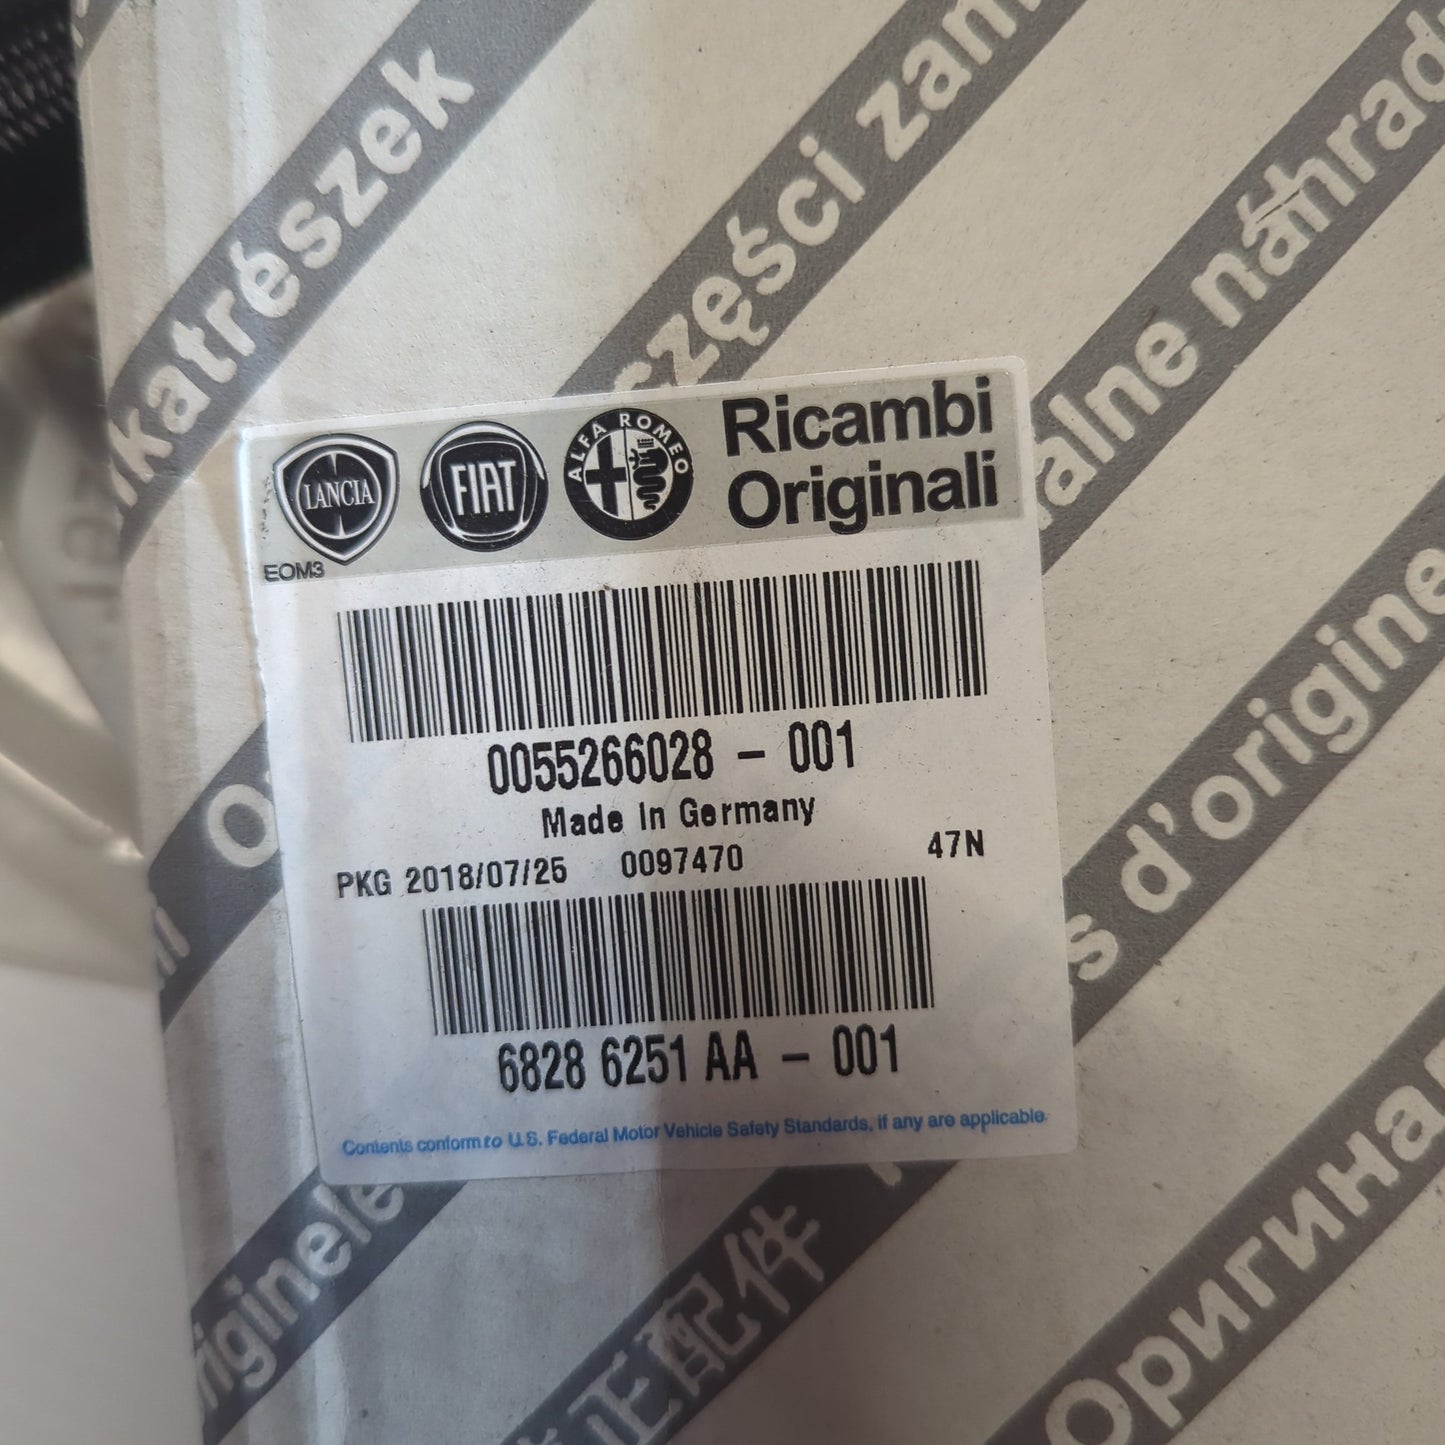 katrészek
części zam
alne náhrad
LANCIA
FIAT
ALFA ROMEO
Ricambi
Originali
EOM3
0055266028 - 001
Made In Germany
PKG 2018/07/25 0097470 47N
6828 6251 AA - 001
Contents conform to U.S. Federal Motor Vehicle Safety Standards, if any are applicable.
s d'origine
riginele
正配件
Оригинал